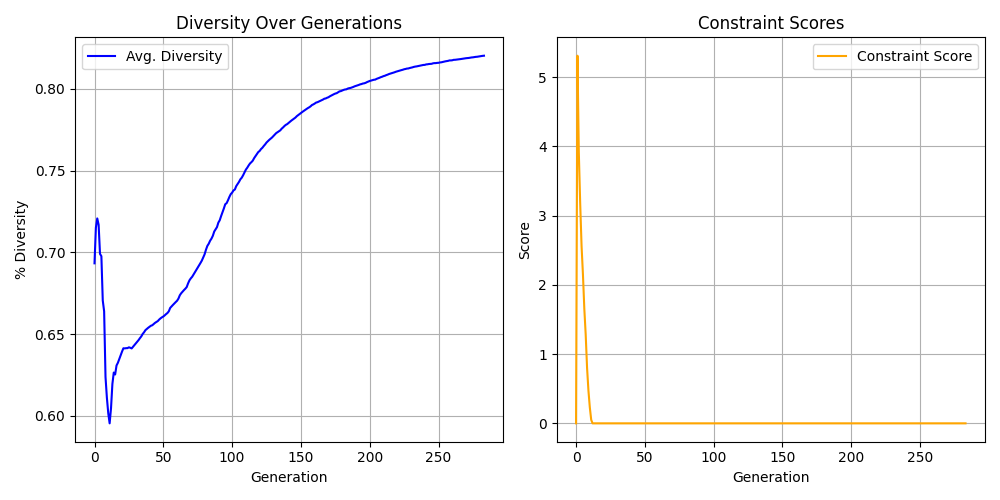 Diversity Over Generations
Avg. Diversity
% Diversity
0.80
0.75
0.70
0.65
0.60
0 50 100 150 200 250
Generation
Constraint Scores
Constraint Score
Score
5
4
3
2
1
0
0 50 100 150 200 250
Generation